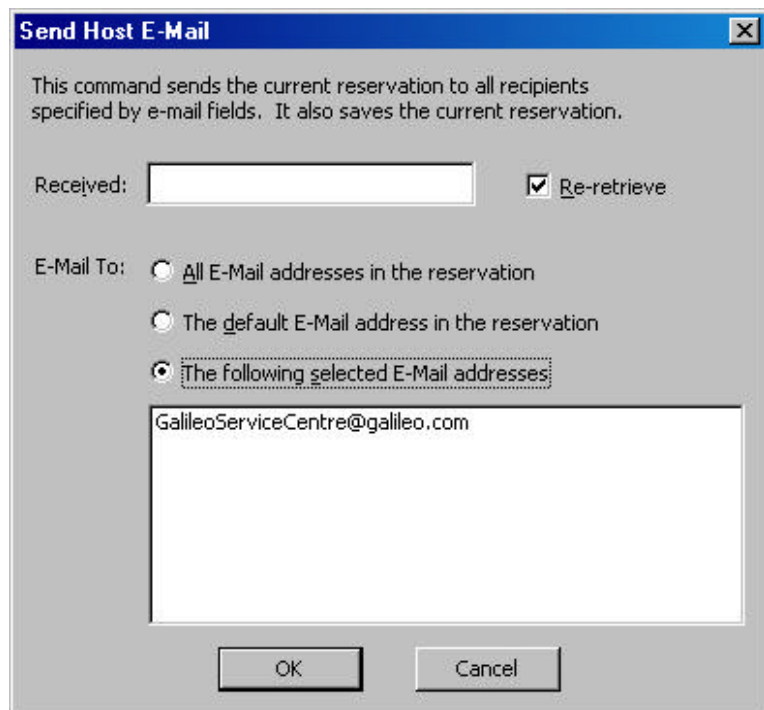 Send Host E-Mail
This command sends the current reservation to all recipients
specified by e-mail fields.  It also saves the current reservation.
Received: Re-retrieve
E-Mail To: All E-Mail addresses in the reservation
The default E-Mail address in the reservation
The following selected E-Mail addresses
GalileoServiceCentre@galileo.com
OK Cancel